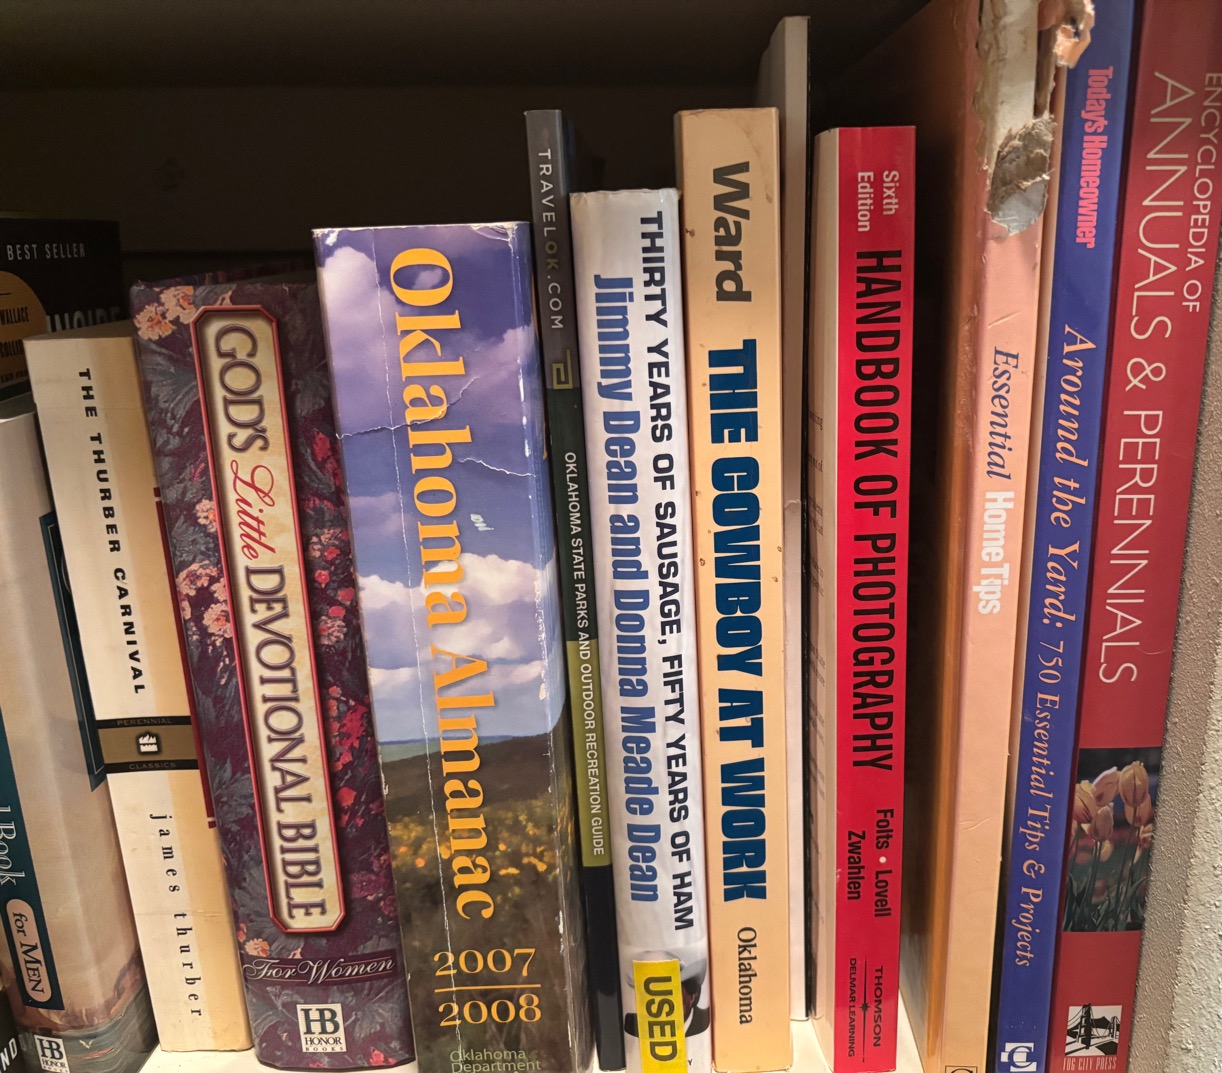 BEST SELLER
WALLACE
Book
for MEN
HB
THE THURBER CARNIVAL
PERENNIAL
CLASSICS
james thurber
GOD'S Little DEVOTIONAL BIBLE
For Women
HB
HONOR
BOOKS
Oklahoma Almanac
2007
2008
Oklahoma
Department
TRAVELOK.COM
OKLAHOMA STATE PARKS AND OUTDOOR RECREATION GUIDE
THIRTY YEARS OF SAUSAGE, FIFTY YEARS OF HAM
Jimmy Dean and Donna Meade Dean
USED
Ward
THE COWBOY AT WORK
Oklahoma
Sixth
Edition
HANDBOOK OF PHOTOGRAPHY
Folts • Lovell
Zwahlen
THOMSON
DELMAR LEARNING
Essential Home Tips
Today's Homeowner
Around the Yard: 750 Essential Tips & Projects
ENCYCLOPEDIA OF
ANNUALS & PERENNIALS
FOG CITY PRESS